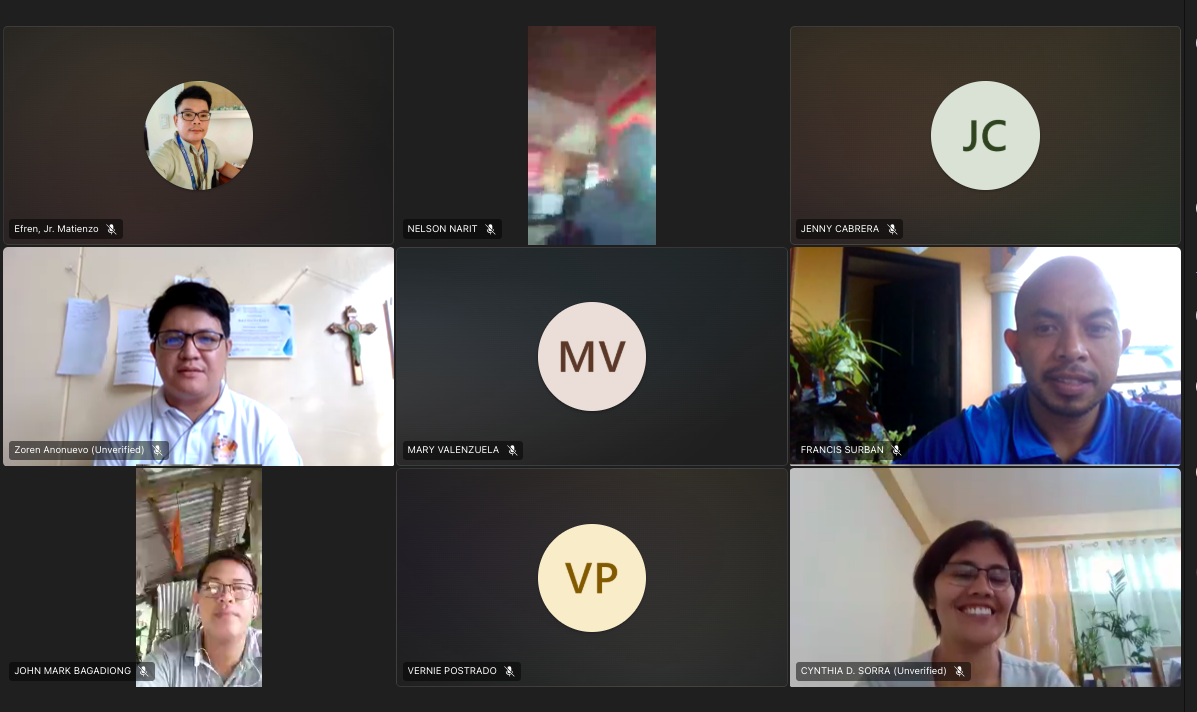 Efren, Jr. Matienzo
NELSON NARIT
JC
JENNY CABRERA
Zoren Anonuevo (Unverified)
MV
MARY VALENZUELA
FRANCIS SURBAN
JOHN MARK BAGADIONG
VP
VERNIE POSTRADO
CYNTHIA D. SORRA (Unverified)